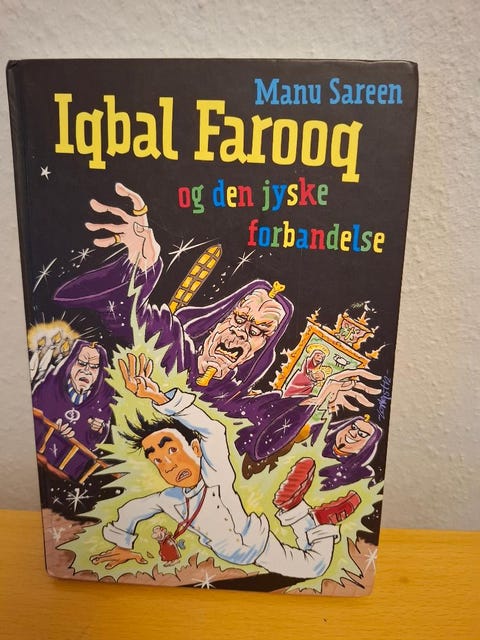 Manu Sareen
Iqbal Farooq
og den jyske
forbandelse